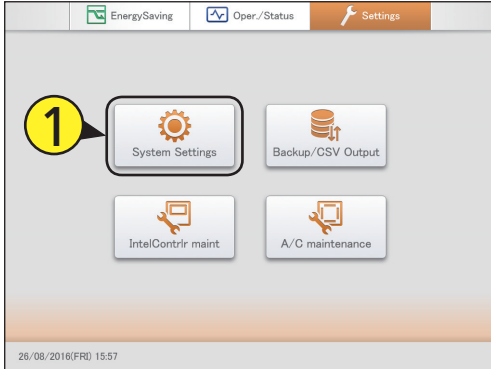 EnergySaving
Oper./Status
Settings
1
System Settings
Backup/CSV Output
IntelContrlr maint
A/C maintenance
26/08/2016(FRI) 15:57